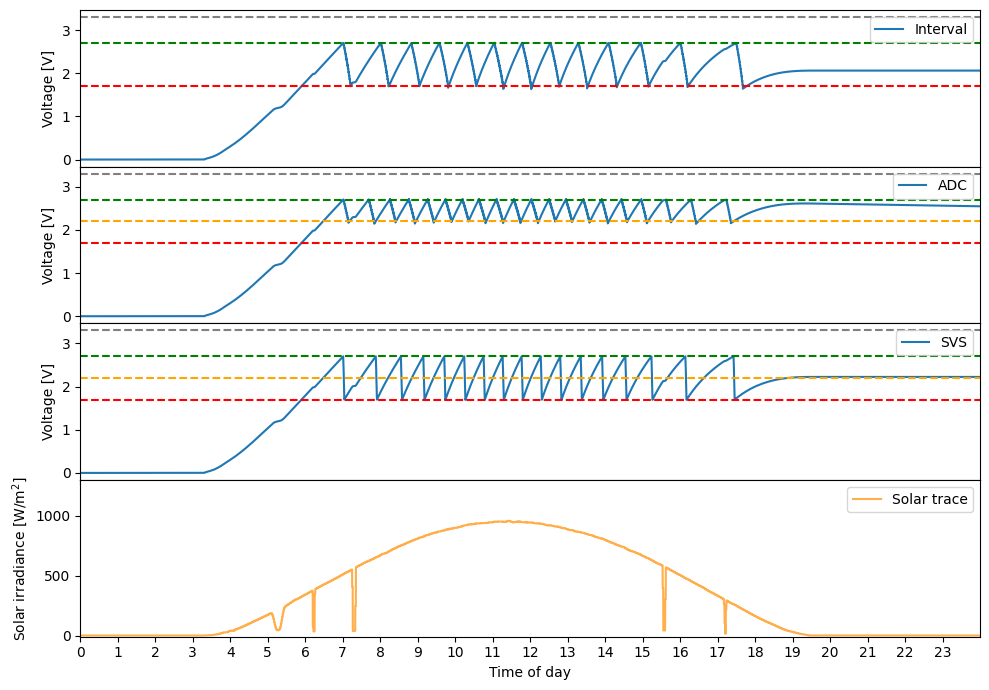 Voltage [V]
3
2
1
0
Interval
Voltage [V]
3
2
1
0
ADC
Voltage [V]
3
2
1
0
SVS
Solar irradiance [W/m²]
1000
500
0
Solar trace
0 1 2 3 4 5 6 7 8 9 10 11 12 13 14 15 16 17 18 19 20 21 22 23
Time of day